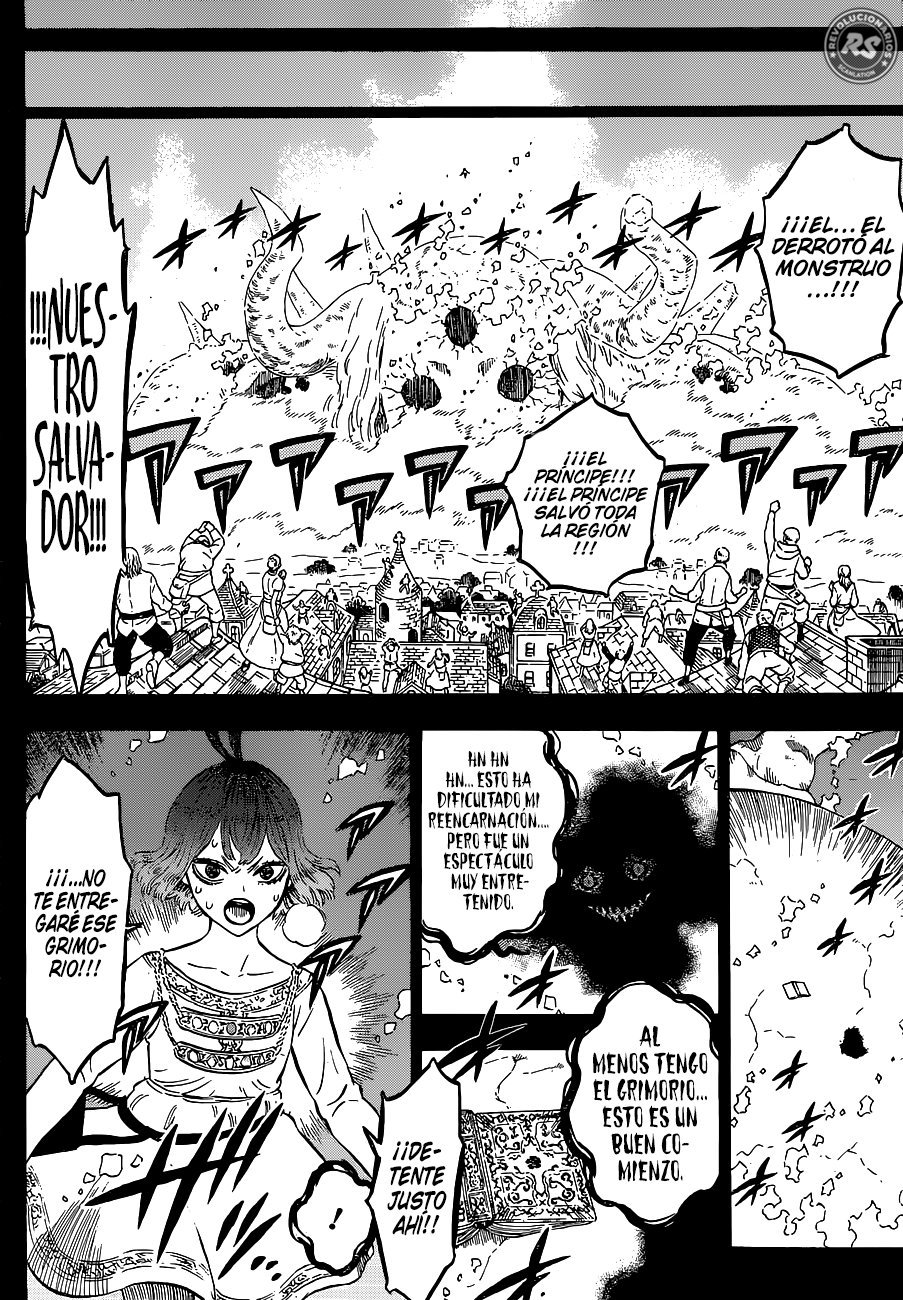 REVOLUCIONARIOS
RS
SCANLATION
¡¡¡EL... EL
DERROTÓ AL
MONSTRUO
...!!!
¡¡¡EL
PRÍNCIPE!!!
¡¡¡EL PRÍNCIPE
SALVÓ TODA
LA REGIÓN
!!!
!!!NUES-
TRO
SALVA-
DOR!!!
HN HN
HN... ESTO HA
DIFICULTADO MI
REENCARNACIÓN....
PERO FUE UN
ESPECTÁCULO
MUY ENTRE-
TENIDO.
AL
MENOS TENGO
EL GRIMORIO...
ESTO ES UN
BUEN CO-
MIENZO.
¡¡DE-
TENTE
JUSTO
AHÍ!!
!
¡¡¡...NO
TE ENTRE-
GARÉ ESE
GRIMO-
RIO!!!